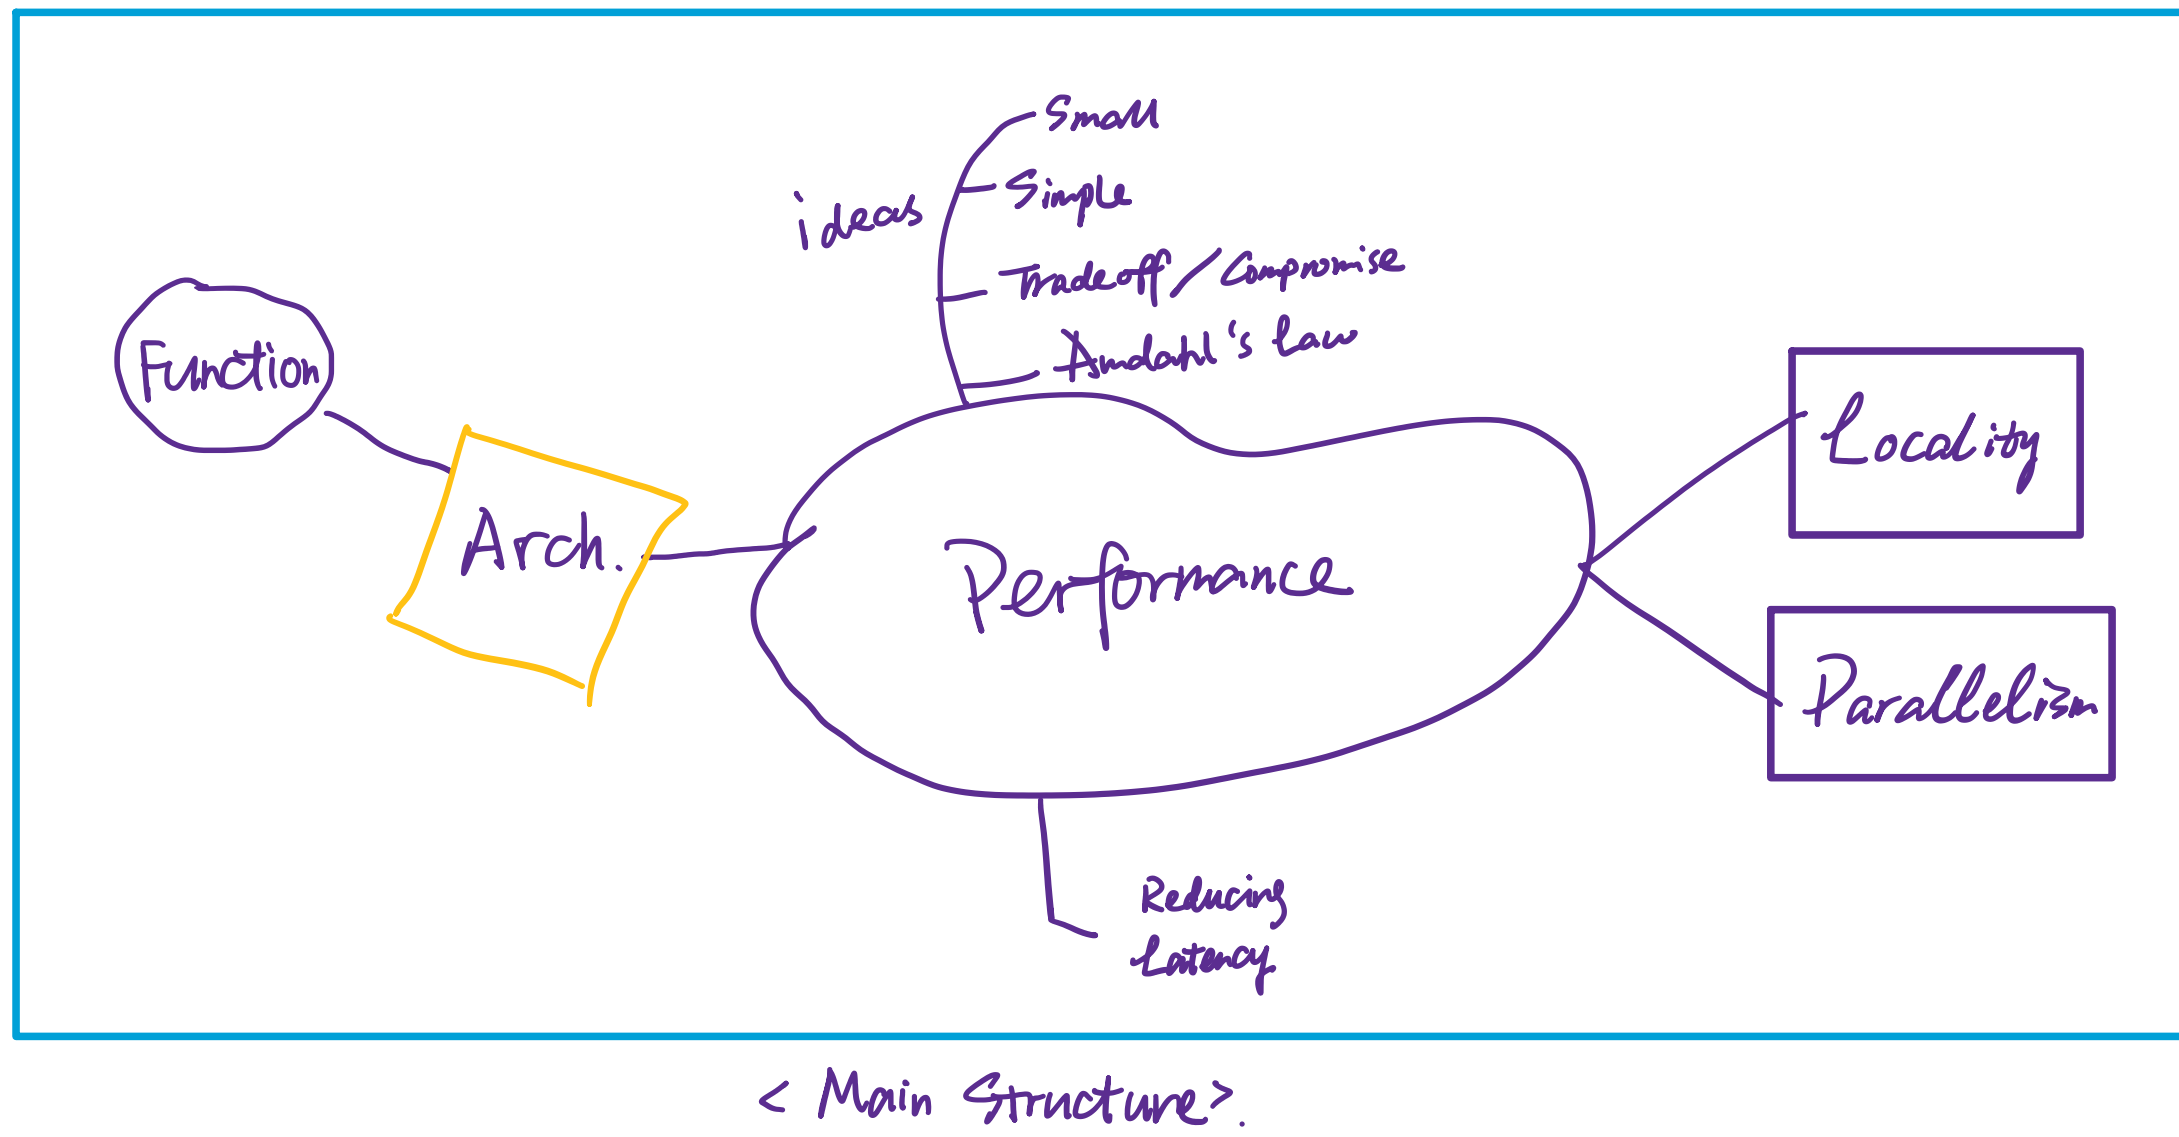 Small
Simple
ideas
Tradeoff / Compromise
Amdahl's law
Function
Locality
Arch.
Performance
Parallelism
Reducing
Latency
< Main Structure>.